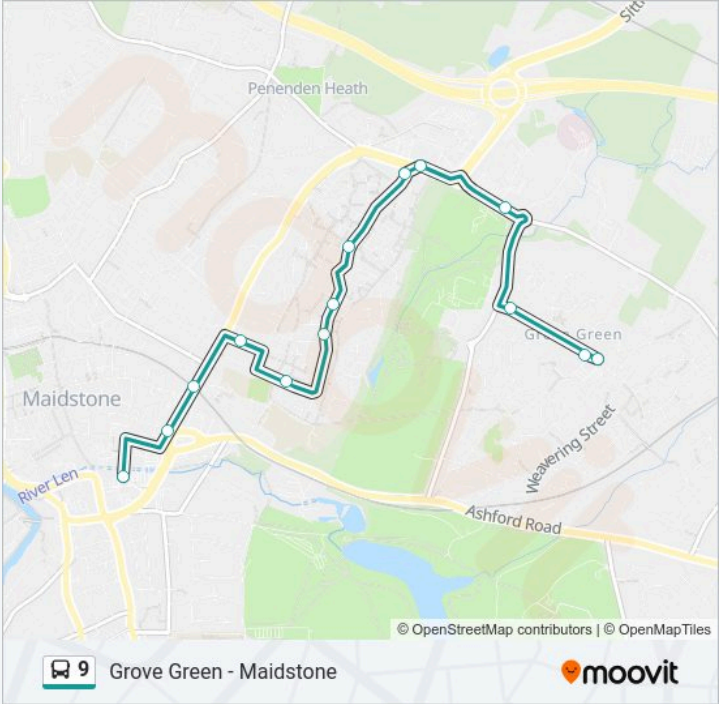 Sitt
Penenden Heath
Grove Green
Maidstone
Weavering Street
River Len
Ashford Road
© OpenStreetMap contributors | © OpenMapTiles
9 Grove Green - Maidstone
moovit